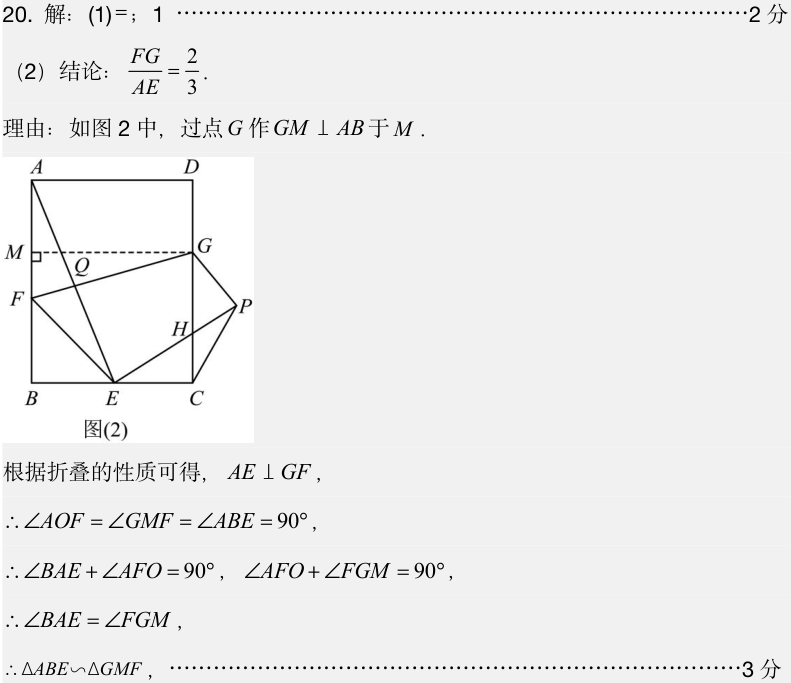 20. 解：(1)=；1 ……………………………………………………………………2 分
（2）结论：FG/AE = 2/3.
理由：如图 2 中，过点 G 作 GM ⊥ AB 于 M .
A D
M G
Q
F P
H
B E C
图(2)
根据折叠的性质可得， AE ⊥ GF ，
∴∠AOF = ∠GMF = ∠ABE = 90°，
∴∠BAE + ∠AFO = 90°， ∠AFO + ∠FGM = 90°，
∴∠BAE = ∠FGM ，
∴△ABE∽△GMF ， ……………………………………………………………………3 分